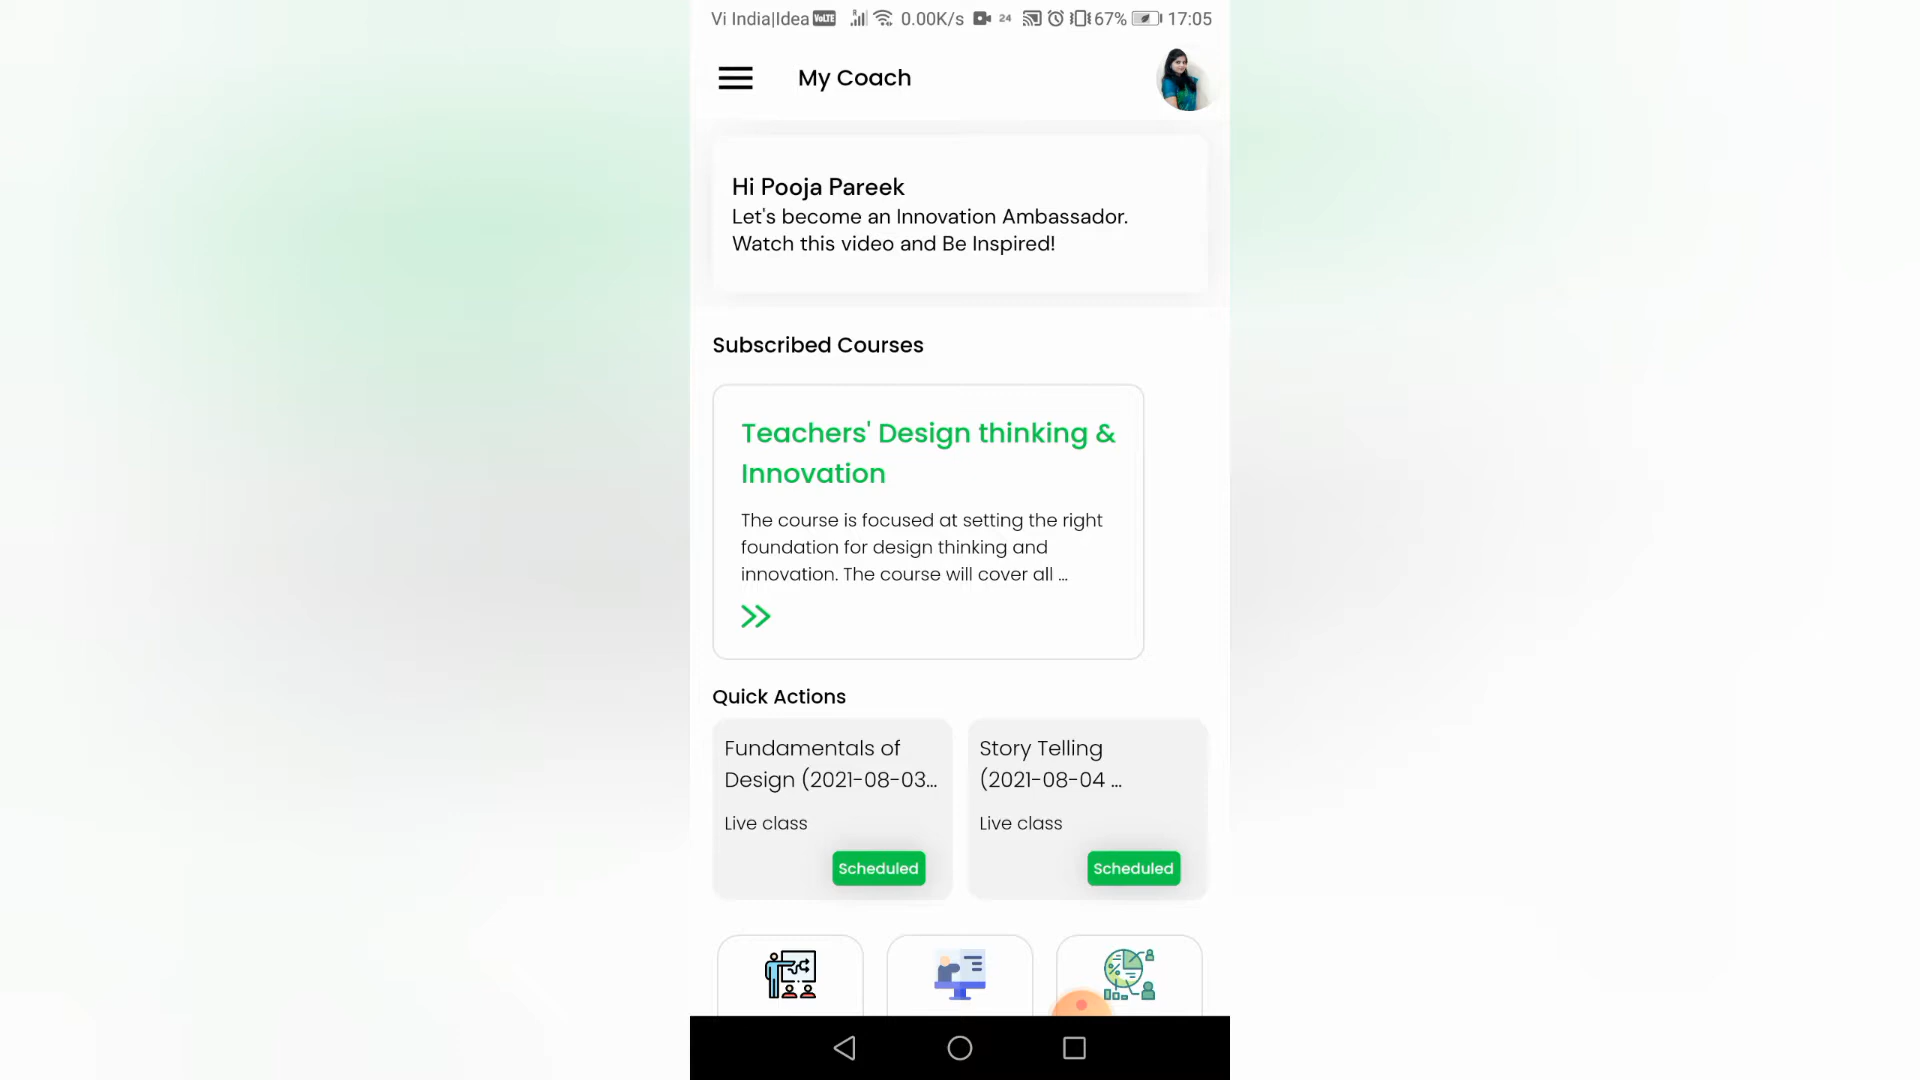 Vi India|Idea VoLTE 0.00K/s 24 67% 17:05
My Coach
Hi Pooja Pareek
Let's become an Innovation Ambassador.
Watch this video and Be Inspired!
Subscribed Courses
Teachers' Design thinking &
Innovation
The course is focused at setting the right
foundation for design thinking and
innovation. The course will cover all ...
Quick Actions
Fundamentals of
Design (2021-08-03...
Live class
Scheduled
Story Telling
(2021-08-04 ...
Live class
Scheduled